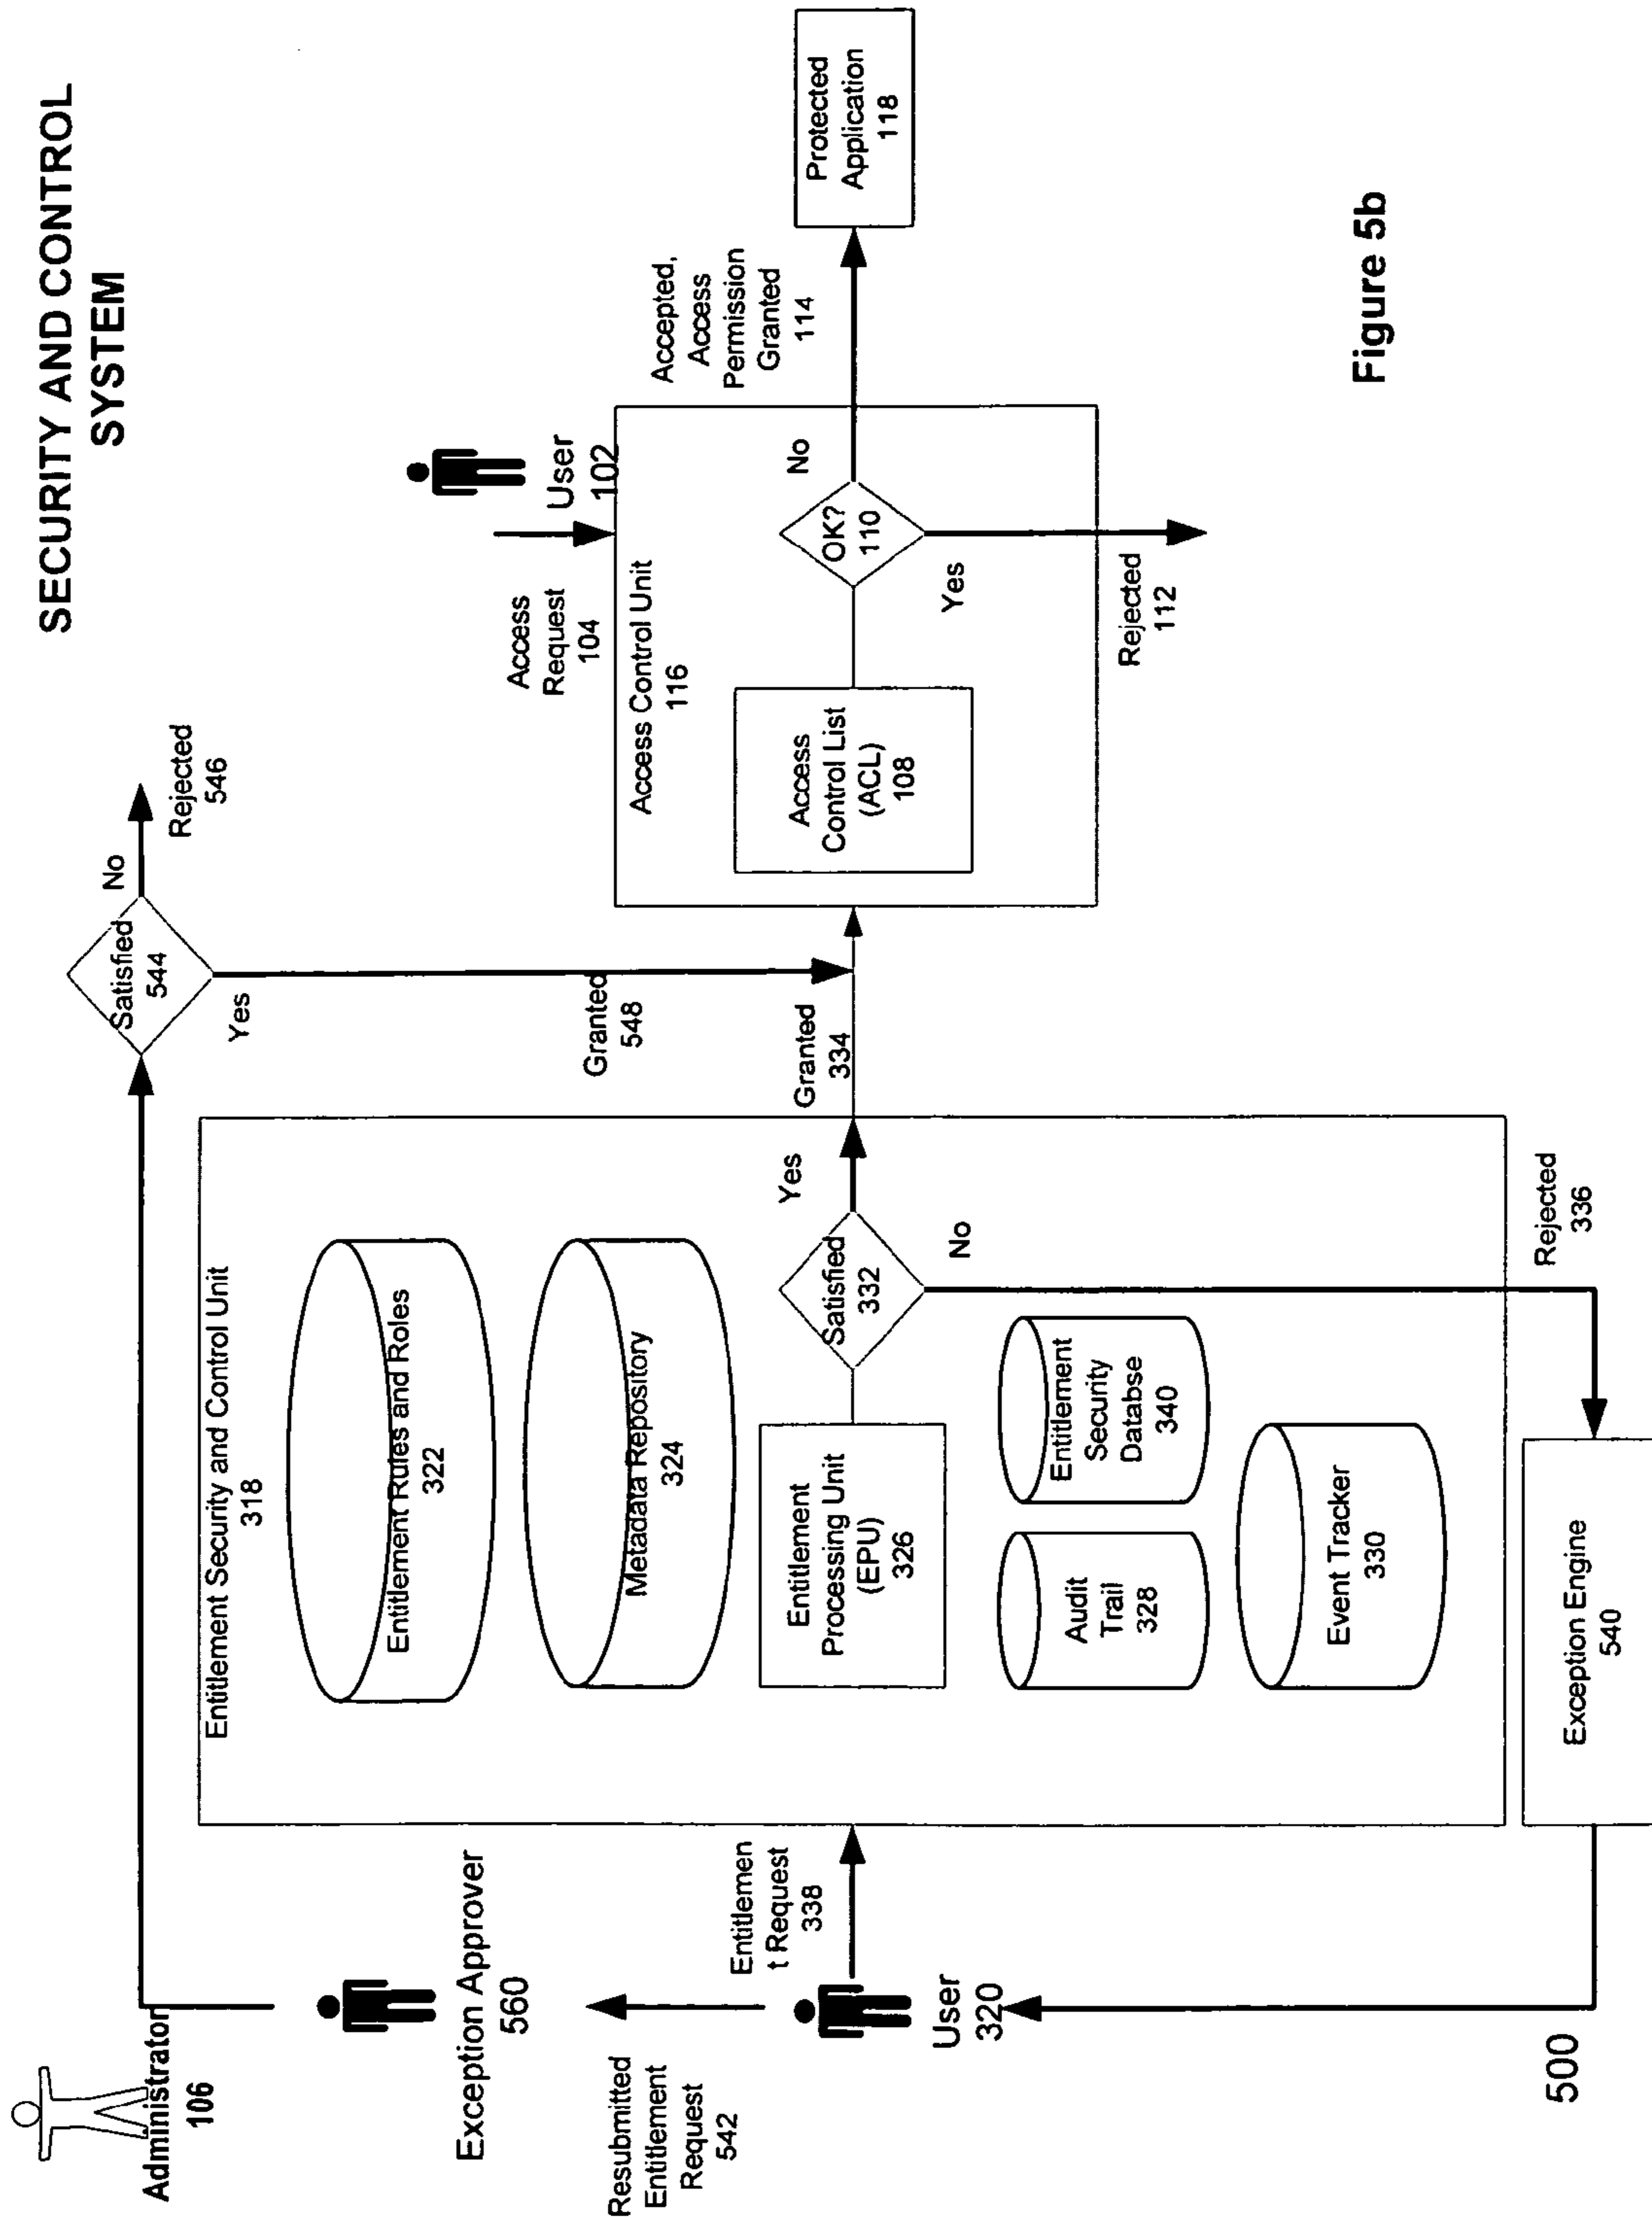 SECURITY AND CONTROL
SYSTEM
Administrator
106
Exception Approver
560
Resubmitted
Entitlement
Request
542
User
320
Entitlemen
t Request
338
500
Entitlement Security and Control Unit
318
Entitlement Rules and Roles
322
Metadata Repository
324
Entitlement
Processing Unit
(EPU)
326
Satisfied
332
Yes
No
Audit
Trail
328
Entitlement
Security
Databse
340
Event Tracker
330
Exception Engine
540
Rejected
336
Granted
334
Satisfied
544
No
Yes
Rejected
546
Granted
548
Access
Request
104
User
102
Access Control Unit
116
Access
Control List
(ACL)
108
OK?
110
No
Yes
Rejected
112
Accepted,
Access
Permission
Granted
114
Protected
Application
118
Figure 5b